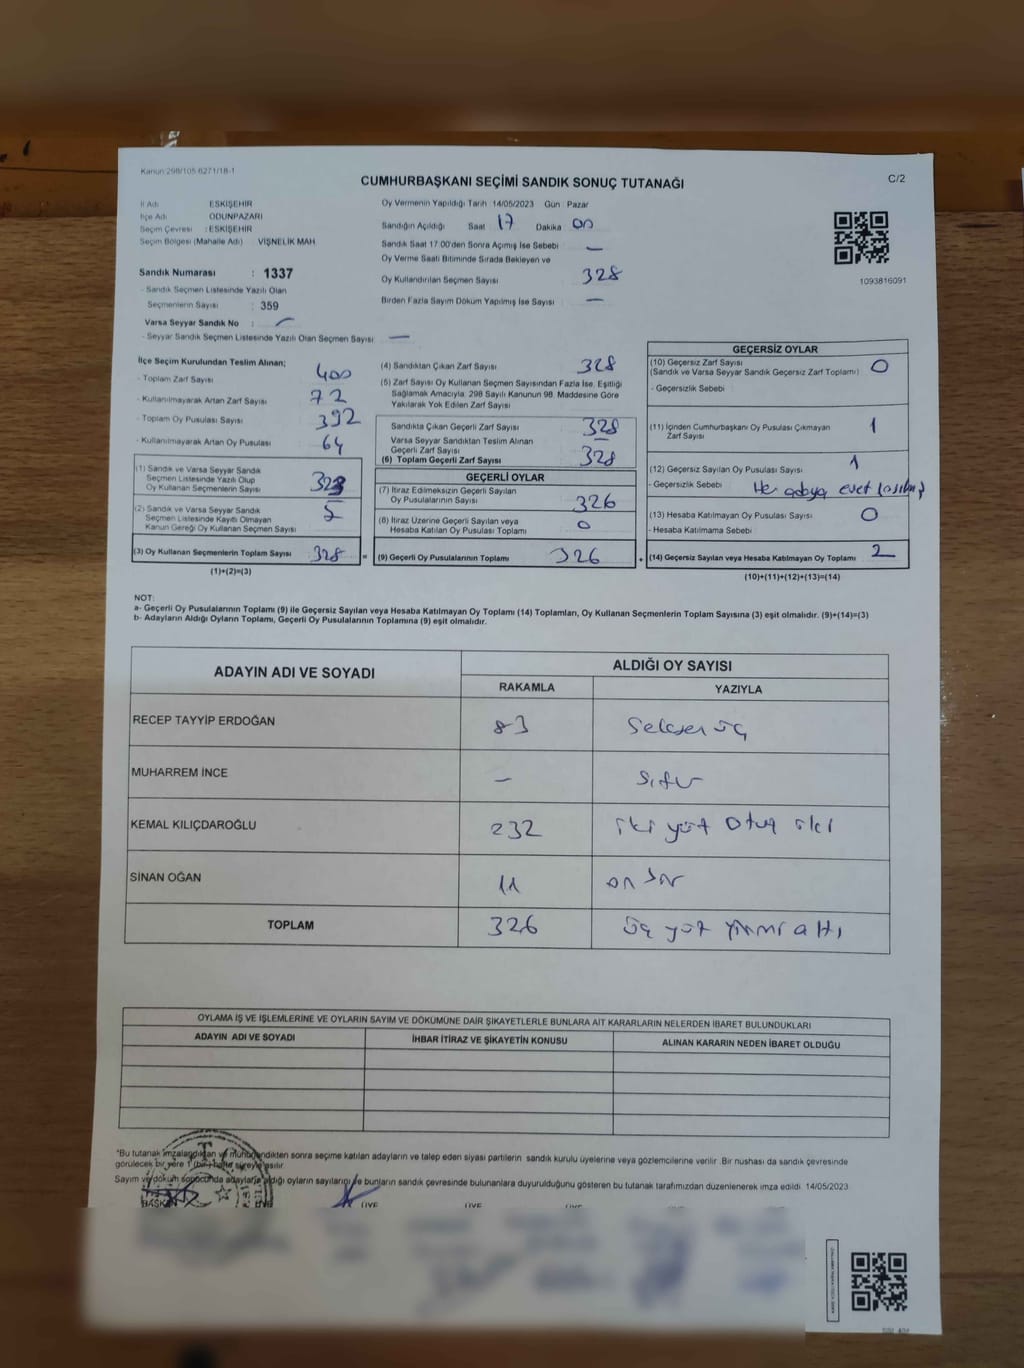 Kanun 298/105 6271/18-1
CUMHURBAŞKANI SEÇİMİ SANDIK SONUÇ TUTANAĞI
C/2
İl Adı ESKİŞEHİR
İlçe Adı ODUNPAZARI
Seçim Çevresi : ESKİŞEHİR
Seçim Bölgesi (Mahalle Adı) VİŞNELİK MAH.
Sandık Numarası : 1337
- Sandık Seçmen Listesinde Yazılı Olan
Seçmenlerin Sayısı : 359
Varsa Seyyar Sandık No : –
- Seyyar Sandık Seçmen Listesinde Yazılı Olan Seçmen Sayısı: —
Oy Vermenin Yapıldığı Tarih 14/05/2023 Gün : Pazar
Sandığın Açıldığı Saat 17 Dakika 00
Sandık Saat 17.00'den Sonra Açımış İse Sebebi –
Oy Verme Saati Bitiminde Sırada Bekleyen ve
Oy Kullandırılan Seçmen Sayısı 328
Birden Fazla Sayım Döküm Yapılmış İse Sayısı —
1093816091
İlçe Seçim Kurulundan Teslim Alınan;
- Toplam Zarf Sayısı 400
- Kullanılmayarak Artan Zarf Sayısı 72
- Toplam Oy Pusulası Sayısı 392
- Kullanılmayarak Artan Oy Pusulası 64
(1) Sandık ve Varsa Seyyar Sandık
Seçmen Listesinde Yazılı Olup
Oy Kullanan Seçmenlerin Sayısı 323
(2) Sandık ve Varsa Seyyar Sandık
Seçmen Listesinde Kayıtlı Olmayan
Kanun Gereği Oy Kullanan Seçmen Sayısı 5
(3) Oy Kullanan Seçmenlerin Toplam Sayısı 328 =
(1)+(2)=(3)
(4) Sandıktan Çıkan Zarf Sayısı 328
(5) Zarf Sayısı Oy Kullanan Seçmen Sayısından Fazla İse, Eşitliği
Sağlamak Amacıyla, 298 Sayılı Kanunun 98. Maddesine Göre
Yakılarak Yok Edilen Zarf Sayısı
Sandıkta Çıkan Geçerli Zarf Sayısı 328
Varsa Seyyar Sandıktan Teslim Alınan
Geçerli Zarf Sayısı —
(6) Toplam Geçerli Zarf Sayısı 328
GEÇERLİ OYLAR
(7) İtiraz Edilmeksizin Geçerli Sayılan
Oy Pusulalarının Sayısı 326
(8) İtiraz Üzerine Geçerli Sayılan veya
Hesaba Katılan Oy Pusulası Toplamı 0
(9) Geçerli Oy Pusulalarının Toplamı 326 +
GEÇERSİZ OYLAR
(10) Geçersiz Zarf Sayısı 0
(Sandık ve Varsa Seyyar Sandık Geçersiz Zarf Toplamı)
- Geçersizlik Sebebi
(11) İçinden Cumhurbaşkanı Oy Pusulası Çıkmayan
Zarf Sayısı 1
(12) Geçersiz Sayılan Oy Pusulası Sayısı 1
- Geçersizlik Sebebi Her adaya evet
(13) Hesaba Katılmayan Oy Pusulası Sayısı 0
- Hesaba Katılmama Sebebi
(14) Geçersiz Sayılan veya Hesaba Katılmayan Oy Toplamı 2
(10)+(11)+(12)+(13)=(14)
NOT:
a- Geçerli Oy Pusulalarının Toplamı (9) ile Geçersiz Sayılan veya Hesaba Katılmayan Oy Toplamı (14) Toplamları, Oy Kullanan Seçmenlerin Toplam Sayısına (3) eşit olmalıdır. (9)+(14)=(3)
b- Adayların Aldığı Oyların Toplamı, Geçerli Oy Pusulalarının Toplamına (9) eşit olmalıdır.
ADAYIN ADI VE SOYADI ALDIĞI OY SAYISI
RAKAMLA YAZIYLA
RECEP TAYYİP ERDOĞAN 83 Seksen üç
MUHARREM İNCE – Sıfır
KEMAL KILIÇDAROĞLU 232 iki yüz Otuz iki
SİNAN OĞAN 11 on bir
TOPLAM 326 üç yüz yirmi altı
OYLAMA İŞ VE İŞLEMLERİNE VE OYLARIN SAYIM VE DÖKÜMÜNE DAİR ŞİKAYETLERLE BUNLARA AİT KARARLARIN NELERDEN İBARET BULUNDUKLARI
ADAYIN ADI VE SOYADI İHBAR İTİRAZ VE ŞİKAYETİN KONUSU ALINAN KARARIN NEDEN İBARET OLDUĞU
*Bu tutanak imzalandıktan ve mühürlendikten sonra seçime katılan adayların ve talep eden siyasi partilerin sandık kurulu üyelerine veya gözlemcilerine verilir .Bir nüshası da sandık çevresinde
görülecek bir yere 1 (bir) hafta süreyle asılır.
Sayım ve döküm sonucunda adayların aldığı oyların sayılarını ve bunların sandık çevresinde bulunanlara duyurulduğunu gösteren bu tutanak tarafımızdan düzenlenerek imza edildi. 14/05/2023
BAŞKAN ÜYE ÜYE ÜYE